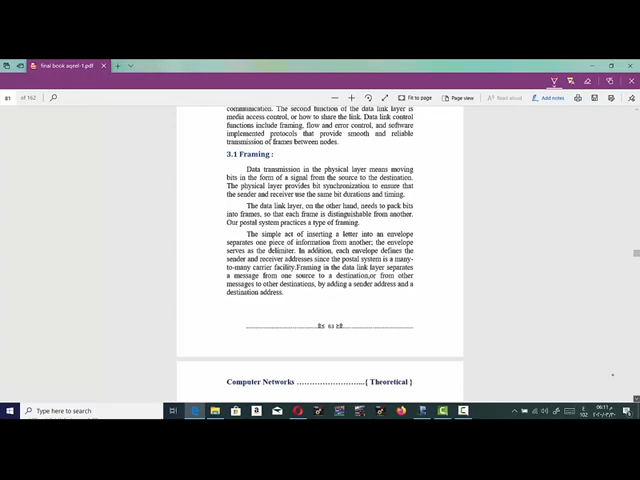 final book aqeel-1.pdf
81 of 162
Fit to page
Page view
Read aloud
Add notes
communication. The second function of the data link layer is
media access control, or how to share the link. Data link control
functions include framing, flow and error control, and software
implemented protocols that provide smooth and reliable
transmission of frames between nodes.
3.1 Framing :
Data transmission in the physical layer means moving
bits in the form of a signal from the source to the destination.
The physical layer provides bit synchronization to ensure that
the sender and receiver use the same bit durations and timing.
The data link layer, on the other hand, needs to pack bits
into frames, so that each frame is distinguishable from another.
Our postal system practices a type of framing.
The simple act of inserting a letter into an envelope
separates one piece of information from another; the envelope
serves as the delimiter. In addition, each envelope defines the
sender and receiver addresses since the postal system is a many-
to-many carrier facility.Framing in the data link layer separates
a message from one source to a destination,or from other
messages to other destinations, by adding a sender address and a
destination address.
63
Computer Networks ……………………...{ Theoretical }
Type here to search